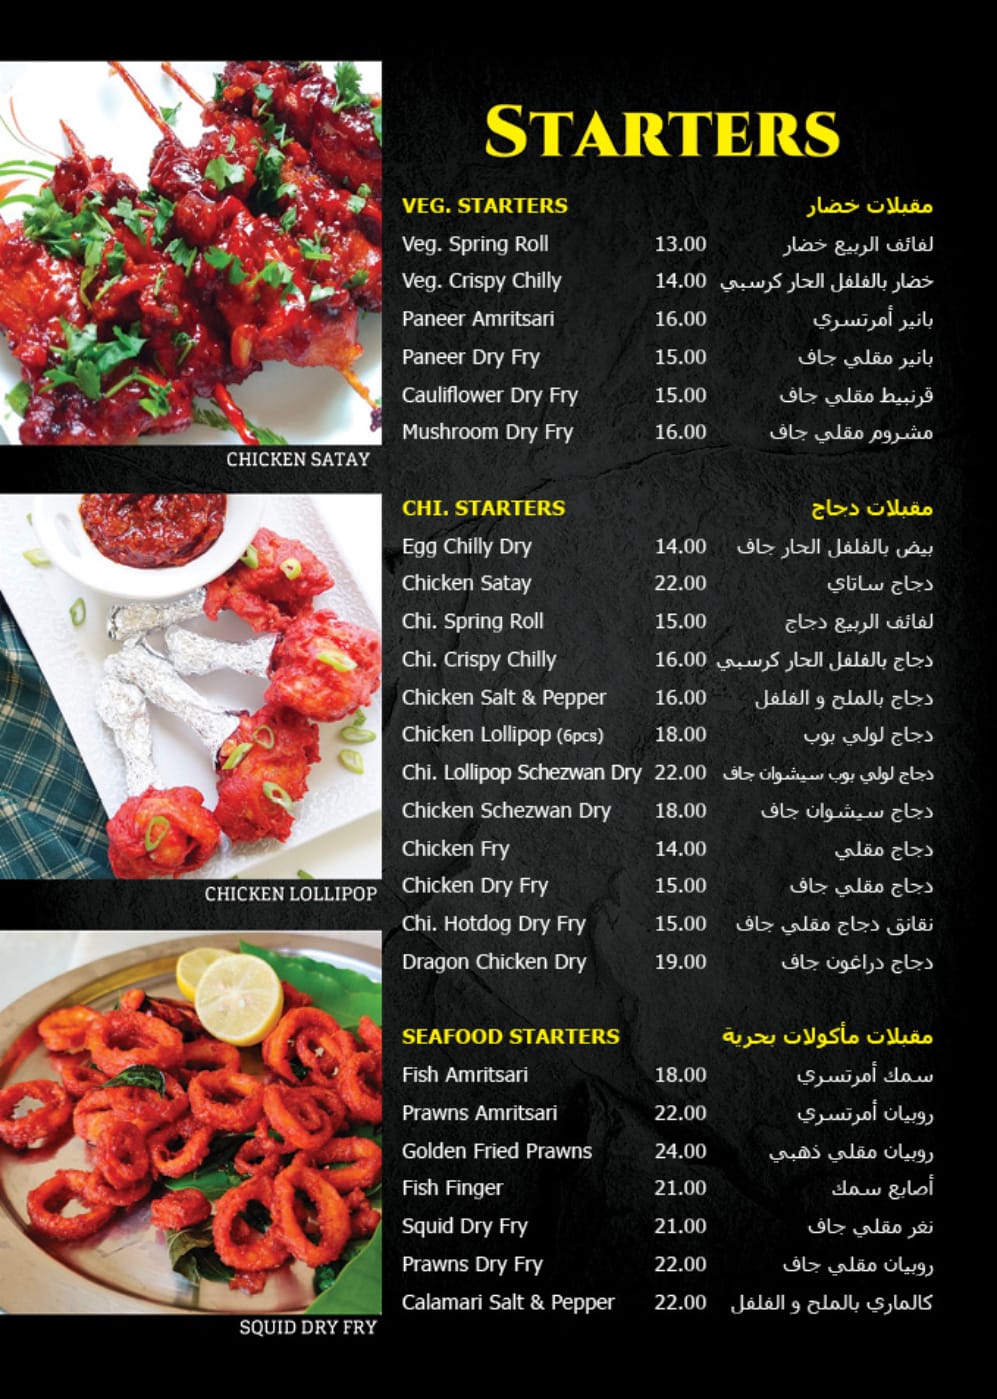 STARTERS
VEG. STARTERS مقبلات خضار
Veg. Spring Roll 13.00 لفائف الربيع خضار
Veg. Crispy Chilly 14.00 خضار بالفلفل الحار كرسبي
Paneer Amritsari 16.00 بانير أمرتسري
Paneer Dry Fry 15.00 بانير مقلي جاف
Cauliflower Dry Fry 15.00 قرنبيط مقلي جاف
Mushroom Dry Fry 16.00 مشروم مقلي جاف
CHICKEN SATAY
CHI. STARTERS مقبلات دجاج
Egg Chilly Dry 14.00 بيض بالفلفل الحار جاف
Chicken Satay 22.00 دجاج ساتاي
Chi. Spring Roll 15.00 لفائف الربيع دجاج
Chi. Crispy Chilly 16.00 دجاج بالفلفل الحار كرسبي
Chicken Salt & Pepper 16.00 دجاج بالملح و الفلفل
Chicken Lollipop (6pcs) 18.00 دجاج لولي بوب
Chi. Lollipop Schezwan Dry 22.00 دجاج لولي بوب سيشوان جاف
Chicken Schezwan Dry 18.00 دجاج سيشوان جاف
Chicken Fry 14.00 دجاج مقلي
Chicken Dry Fry 15.00 دجاج مقلي جاف
CHICKEN LOLLIPOP
Chi. Hotdog Dry Fry 15.00 نقانق دجاج مقلي جاف
Dragon Chicken Dry 19.00 دجاج دراغون جاف
SEAFOOD STARTERS مقبلات مأكولات بحرية
Fish Amritsari 18.00 سمك أمرتسري
Prawns Amritsari 22.00 روبيان أمرتسري
Golden Fried Prawns 24.00 روبيان مقلي ذهبي
Fish Finger 21.00 أصابع سمك
Squid Dry Fry 21.00 نغر مقلي جاف
Prawns Dry Fry 22.00 روبيان مقلي جاف
Calamari Salt & Pepper 22.00 كالماري بالملح و الفلفل
SQUID DRY FRY